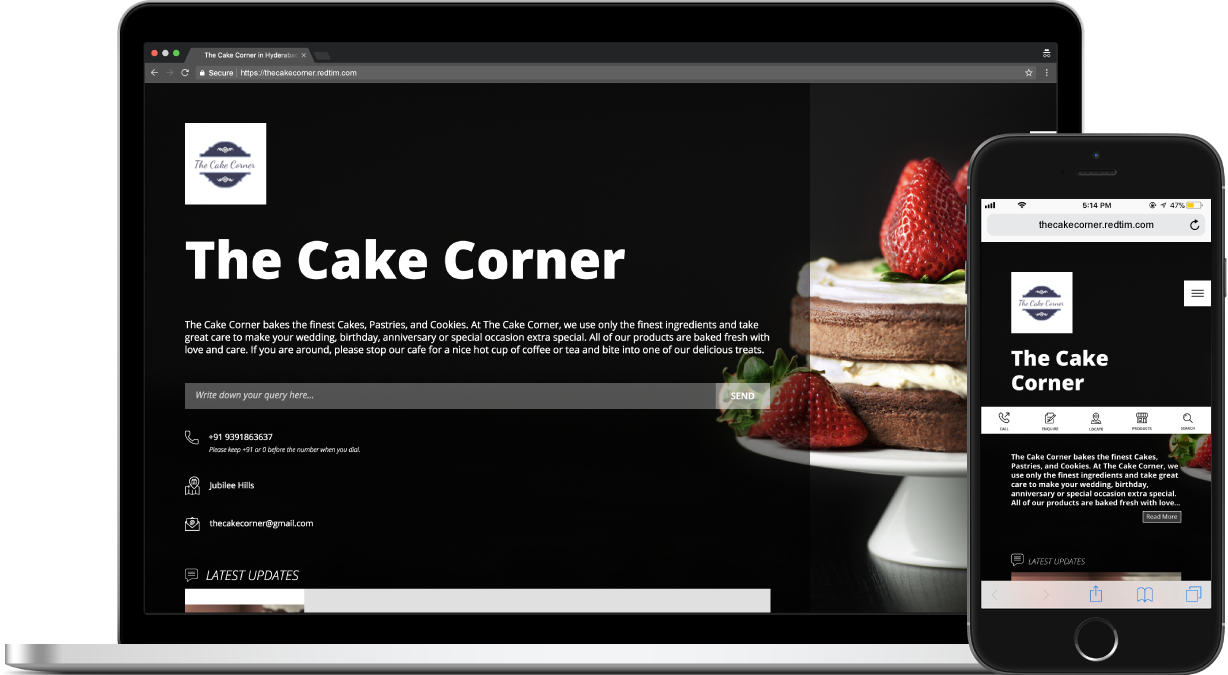 The Cake Corner in Hyderabad
Secure
https://thecakecorner.redtim.com
The Cake Corner
The Cake Corner
The Cake Corner bakes the finest Cakes, Pastries, and Cookies. At The Cake Corner, we use only the finest ingredients and take
great care to make your wedding, birthday, anniversary or special occasion extra special. All of our products are baked fresh with
love and care. If you are around, please stop our cafe for a nice hot cup of coffee or tea and bite into one of our delicious treats.
Write down your query here...
SEND
+91 9391863637
Please keep +91 or 0 before the number when you dial.
Jubilee Hills
thecakecorner@gmail.com
LATEST UPDATES
5:14 PM
47%
thecakecorner.redtim.com
The Cake Corner
The Cake
Corner
CALL
ENQUIRE
LOCATE
PRODUCTS
SEARCH
The Cake Corner bakes the finest Cakes,
Pastries, and Cookies. At The Cake Corner, we
use only the finest ingredients and take great
care to make your wedding, birthday,
anniversary or special occasion extra special.
All of our products are baked fresh with love...
Read More
LATEST UPDATES